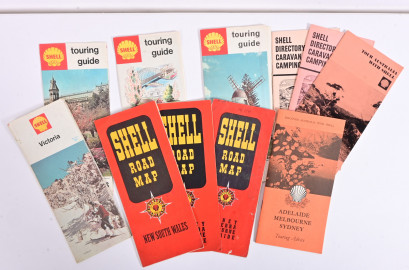 SHELL
touring
guide
SHELL
touring
guide
SHELL
touring
guide
SHELL
DIRECTORY
CARAVAN
CAMPING
SHELL
DIRECTORY
CARAVAN
CAMPING
Victoria
SHELL
ROAD
MAP
NEW SOUTH WALES
SHELL
ROAD
MAP
SHELL
ROAD
MAP
ADELAIDE
MELBOURNE
SYDNEY